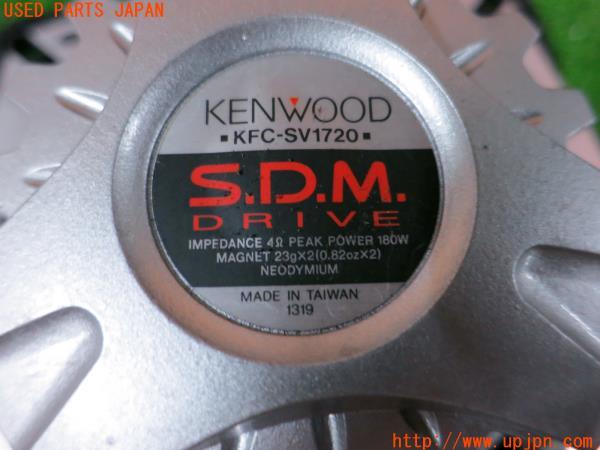 USED PARTS JAPAN
KENWOOD
▪KFC-SV1720▪
S.D.M.
DRIVE
IMPEDANCE 4Ω PEAK POWER 180W
MAGNET 23g×2(0.82oz×2)
NEODYMIUM
MADE IN TAIWAN
1319
http://www.upjpn.com/